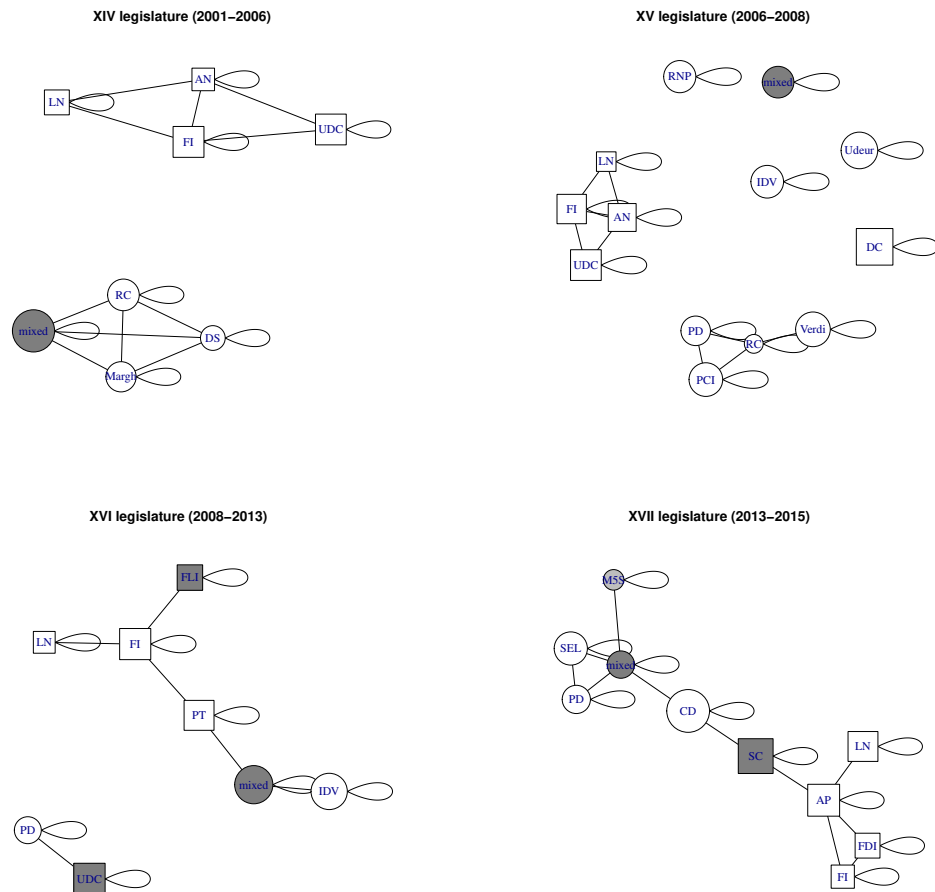 XIV legislature (2001−2006)
AN
LN
FI
UDC
RC
mixed
DS
Margh
XV legislature (2006−2008)
RNP
mixed
Udeur
LN
IDV
FI
AN
DC
UDC
PD
Verdi
RC
PCI
XVI legislature (2008−2013)
FLI
LN
FI
PT
mixed
IDV
PD
UDC
XVII legislature (2013−2015)
M5S
SEL
mixed
PD
CD
LN
SC
AP
FDI
FI